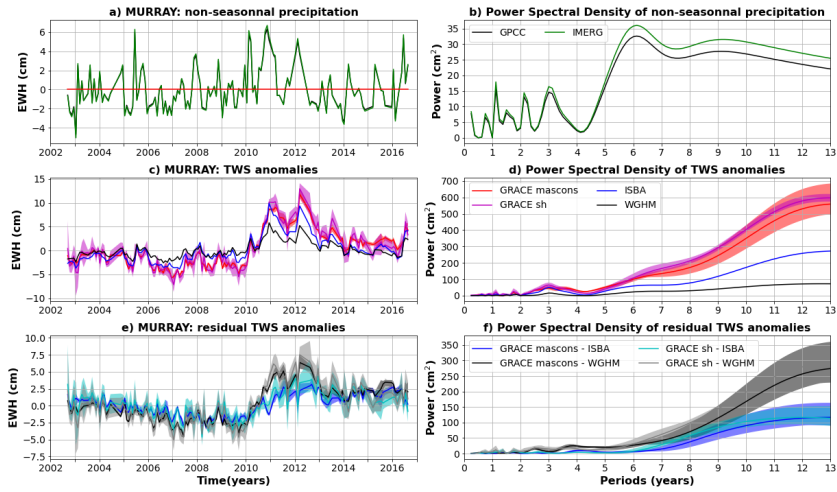 a) MURRAY: non-seasonnal precipitation
EWH (cm)
6
4
2
0
−2
−4
2002 2004 2006 2008 2010 2012 2014 2016
b) Power Spectral Density of non-seasonnal precipitation
Power (cm²)
35
30
25
20
15
10
5
0
GPCC IMERG
0 1 2 3 4 5 6 7 8 9 10 11 12 13
c) MURRAY: TWS anomalies
EWH (cm)
15
10
5
0
−5
−10
2002 2004 2006 2008 2010 2012 2014 2016
d) Power Spectral Density of TWS anomalies
Power (cm²)
700
600
500
400
300
200
100
0
GRACE mascons ISBA
GRACE sh WGHM
0 1 2 3 4 5 6 7 8 9 10 11 12 13
e) MURRAY: residual TWS anomalies
EWH (cm)
10.0
7.5
5.0
2.5
0.0
−2.5
−5.0
−7.5
2002 2004 2006 2008 2010 2012 2014 2016
Time(years)
f) Power Spectral Density of residual TWS anomalies
Power (cm²)
350
300
250
200
150
100
50
0
GRACE mascons - ISBA GRACE sh - ISBA
GRACE mascons - WGHM GRACE sh - WGHM
0 1 2 3 4 5 6 7 8 9 10 11 12 13
Periods (years)